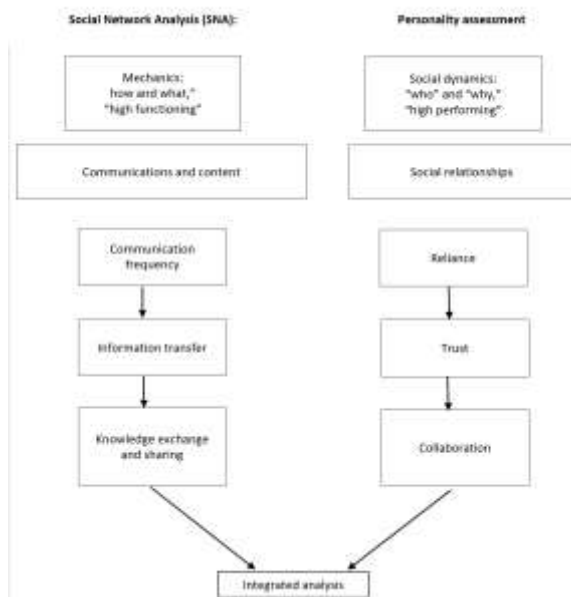 Social Network Analysis (SNA):
Personality assessment
Mechanics:
how and what,"
"high functioning"
Social dynamics:
"who" and "why,"
"high performing"
Communications and content
Social relationships
Communication
frequency
Reliance
Information transfer
Trust
Knowledge exchange
and sharing
Collaboration
Integrated analysis